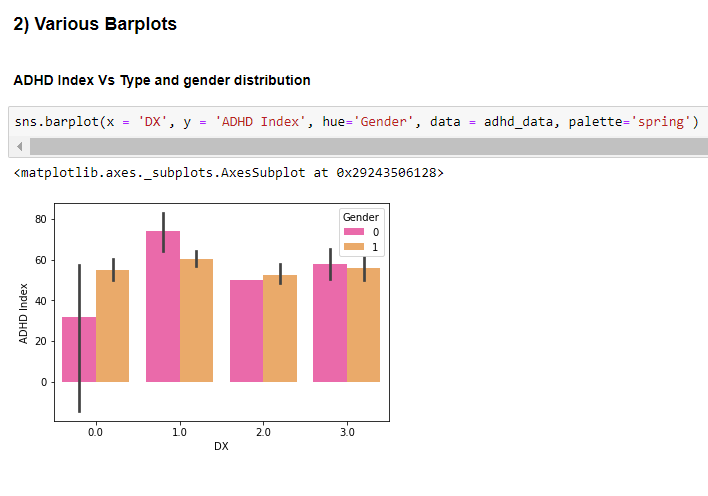 2) Various Barplots
ADHD Index Vs Type and gender distribution
sns.barplot(x = 'DX', y = 'ADHD Index', hue='Gender', data = adhd_data, palette='spring')
<matplotlib.axes._subplots.AxesSubplot at 0x29243506128>
Gender
0
1
80
60
40
20
0
ADHD Index
0.0 1.0 2.0 3.0
DX